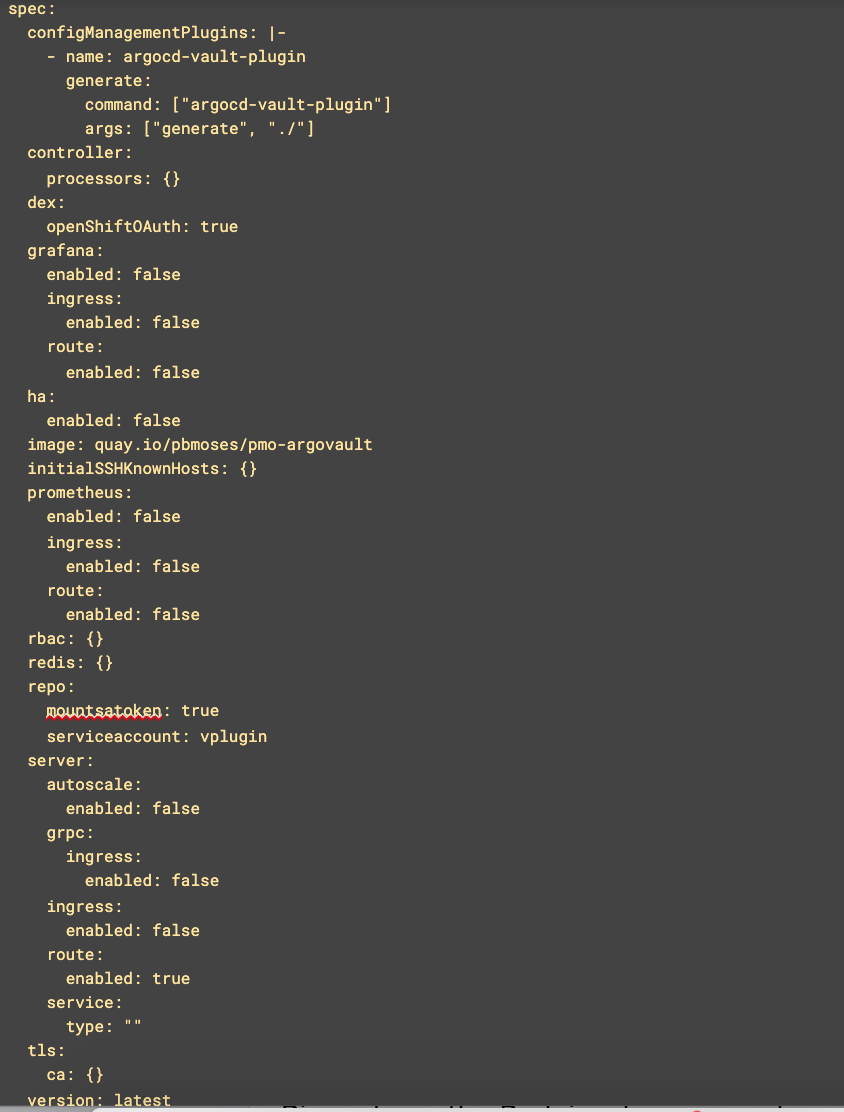 spec:
  configManagementPlugins: |-
    - name: argocd-vault-plugin
      generate:
        command: ["argocd-vault-plugin"]
        args: ["generate", "./"]
  controller:
    processors: {}
  dex:
    openShiftOAuth: true
  grafana:
    enabled: false
    ingress:
      enabled: false
    route:
      enabled: false
  ha:
    enabled: false
  image: quay.io/pbmoses/pmo-argovault
  initialSSHKnownHosts: {}
  prometheus:
    enabled: false
    ingress:
      enabled: false
    route:
      enabled: false
  rbac: {}
  redis: {}
  repo:
    mountsatoken: true
    serviceaccount: vplugin
  server:
    autoscale:
      enabled: false
    grpc:
      ingress:
        enabled: false
    ingress:
      enabled: false
    route:
      enabled: true
    service:
      type: ""
  tls:
    ca: {}
  version: latest